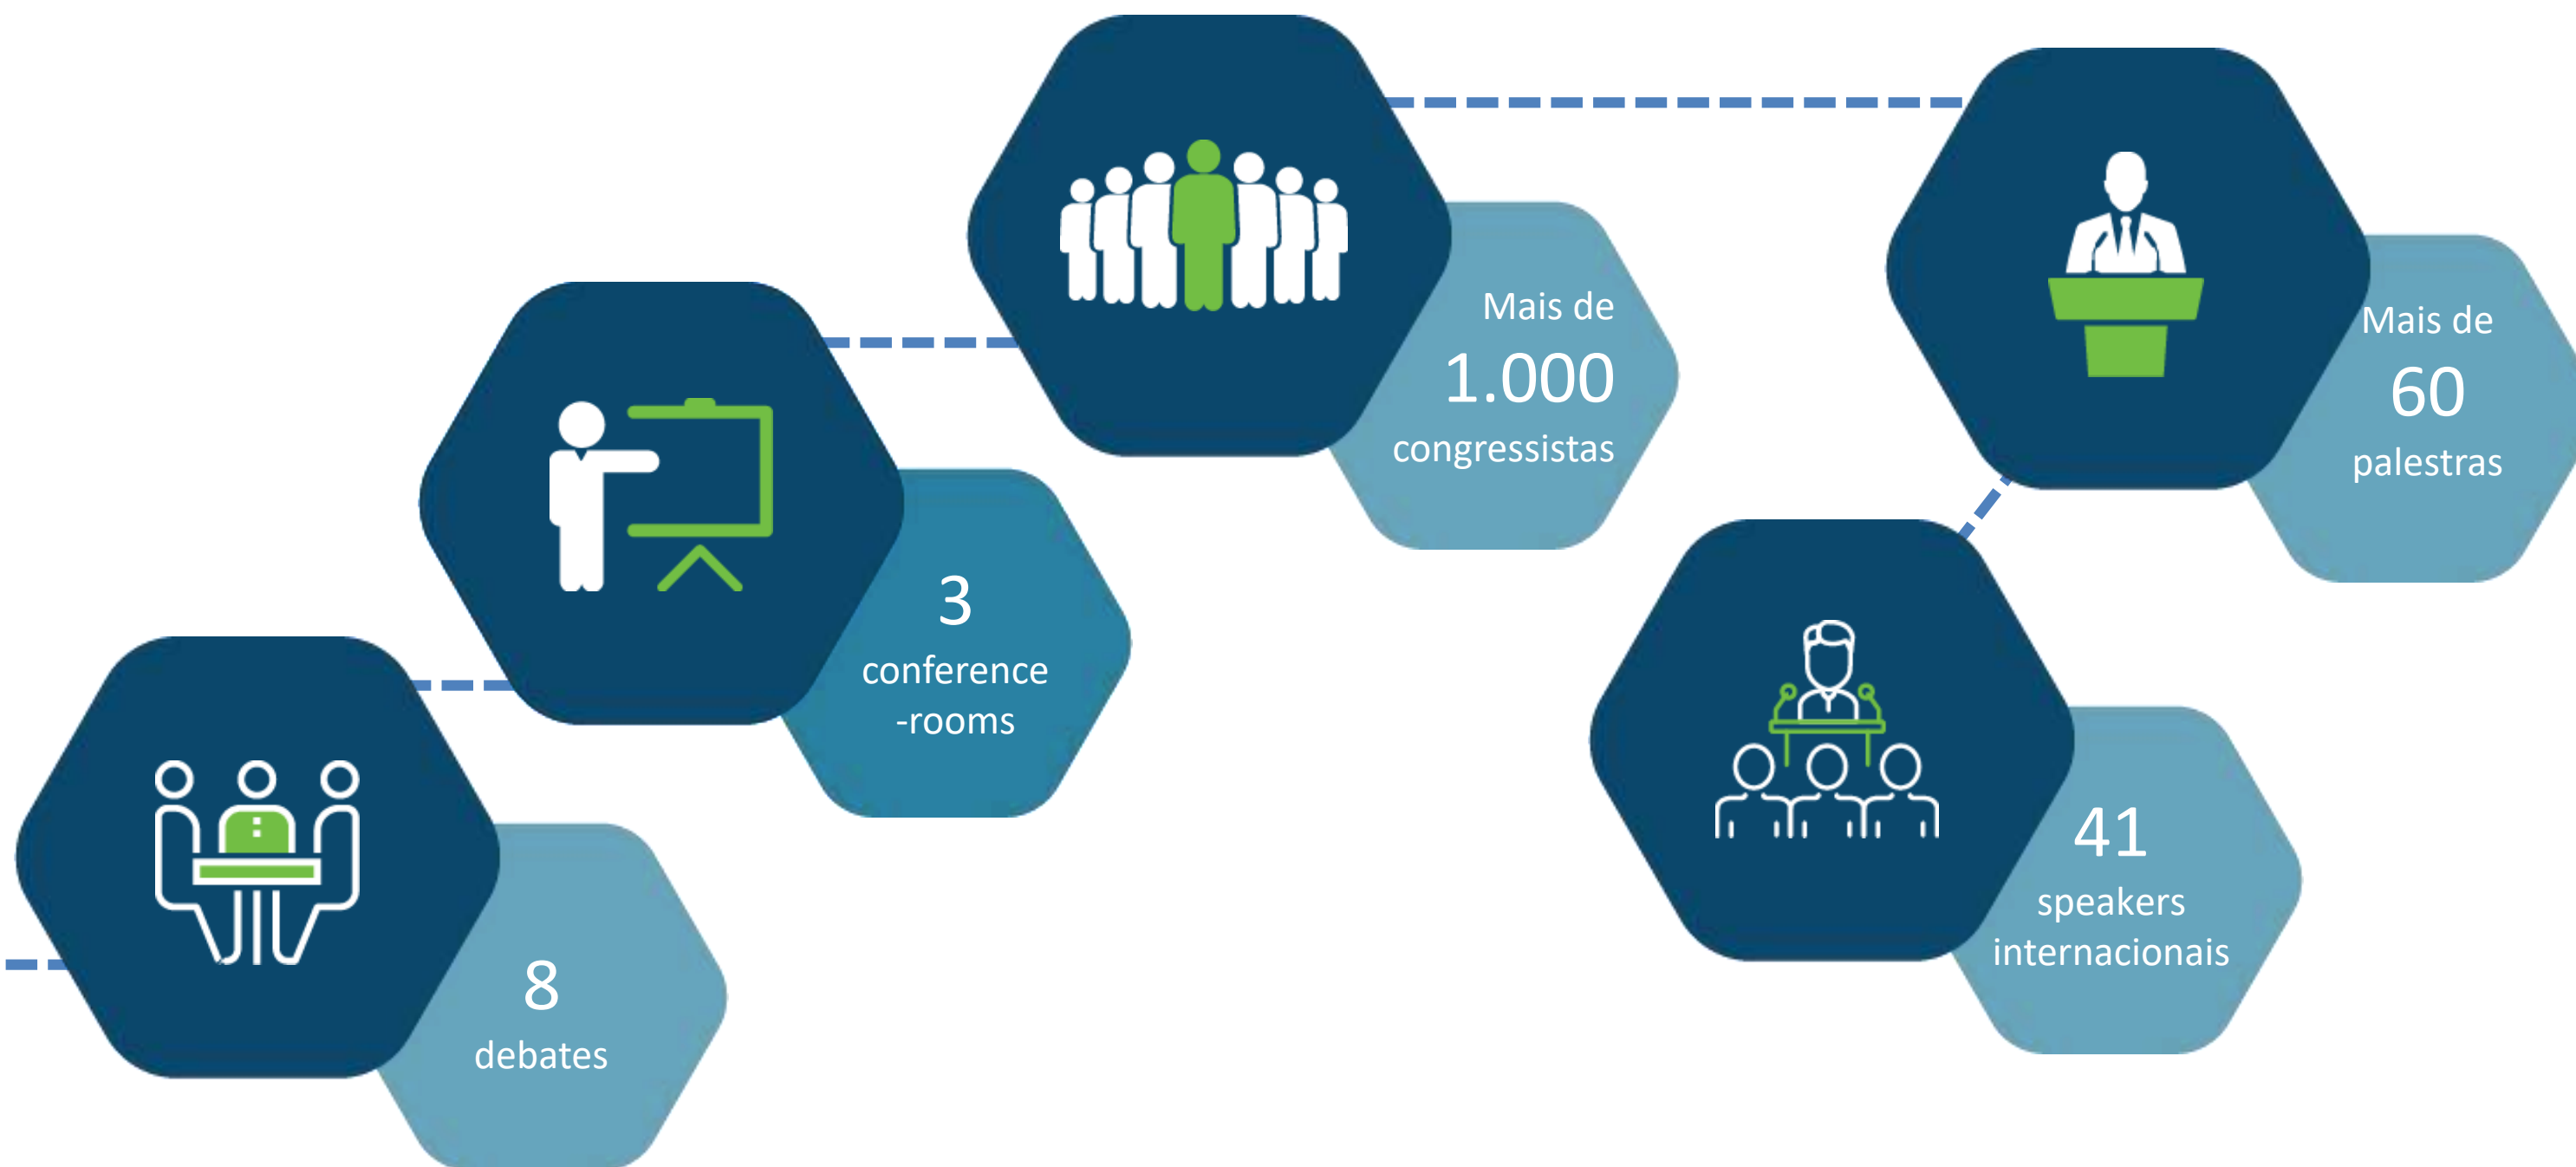 Mais de
1.000
congressistas
Mais de
60
palestras
3
conference
-rooms
41
speakers
internacionais
8
debates